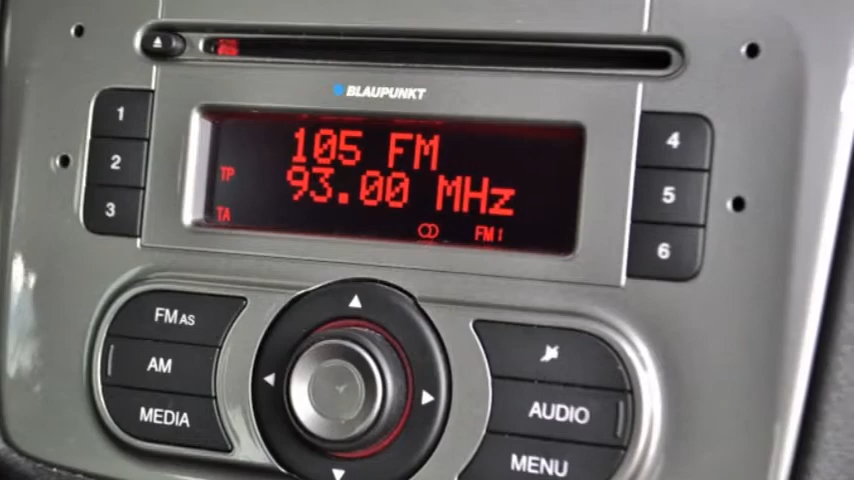 BLAUPUNKT
1
2
3
105 FM
TP
93.00 MHz
TA
FM1
4
5
6
FM AS
AM
MEDIA
AUDIO
MENU